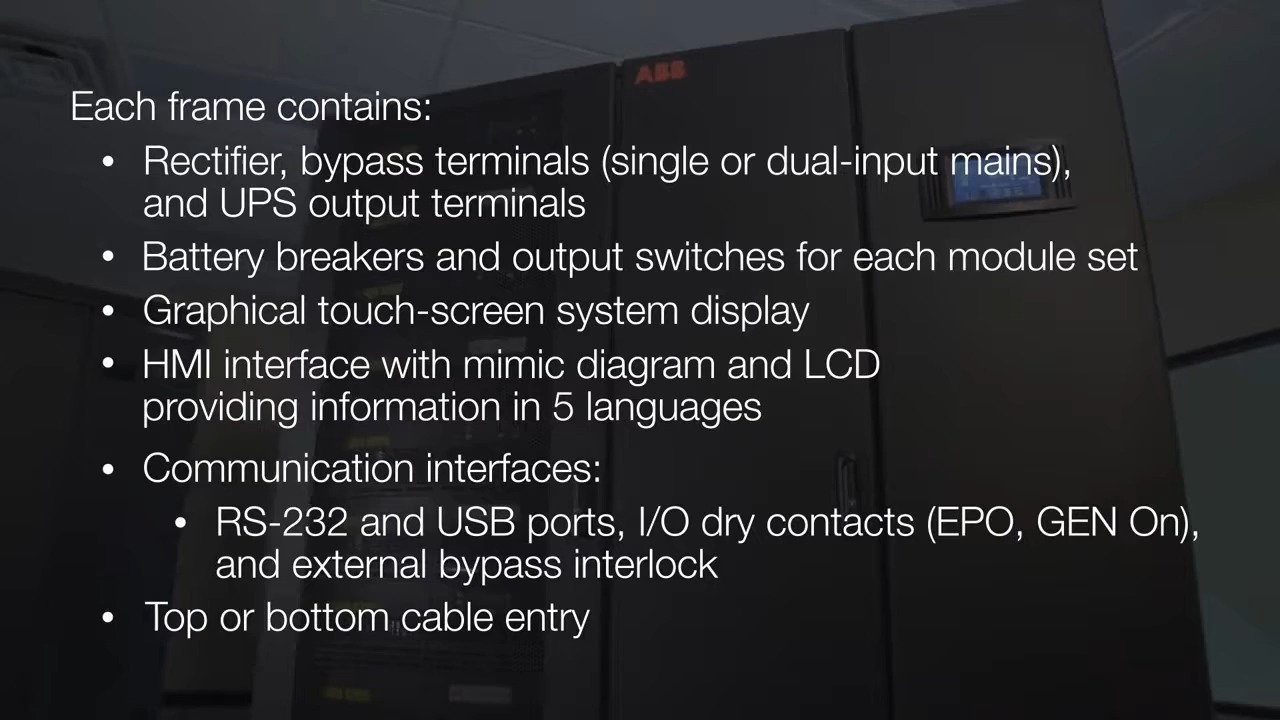 ABB
Each frame contains:
• Rectifier, bypass terminals (single or dual-input mains),
and UPS output terminals
• Battery breakers and output switches for each module set
• Graphical touch-screen system display
• HMI interface with mimic diagram and LCD
providing information in 5 languages
• Communication interfaces:
• RS-232 and USB ports, I/O dry contacts (EPO, GEN On),
and external bypass interlock
• Top or bottom cable entry